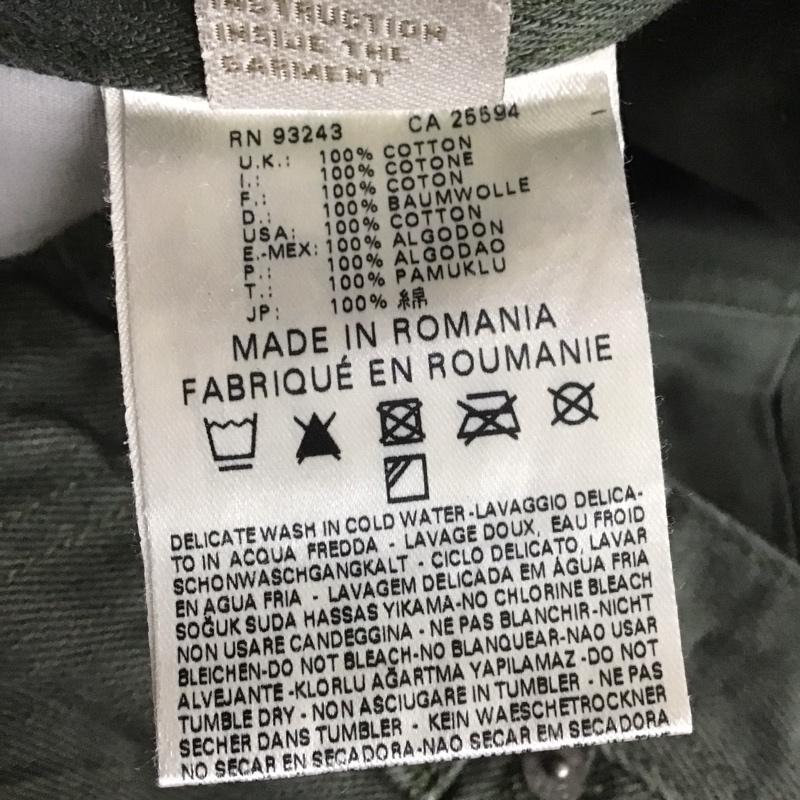 INSTRUCTION
INSIDE THE
GARMENT
RN 93243 CA 25594
U.K.: 100% COTTON
I.: 100% COTONE
F.: 100% COTON
D.: 100% BAUMWOLLE
USA: 100% COTTON
E.-MEX: 100% ALGODON
P.: 100% ALGODAO
T.: 100% PAMUKLU
JP: 100% 綿
MADE IN ROMANIA
FABRIQUÉ EN ROUMANIE
DELICATE WASH IN COLD WATER-LAVAGGIO DELICA-
TO IN ACQUA FREDDA - LAVAGE DOUX, EAU FROID
SCHONWASCHGANGKALT - CICLO DELICATO, LAVAR
EN AGUA FRIA - LAVAGEM DELICADA EM ÁGUA FRIA
SOĞUK SUDA HASSAS YIKAMA-NO CHLORINE BLEACH
NON USARE CANDEGGINA - NE PAS BLANCHIR-NICHT
BLEICHEN-DO NOT BLEACH-NO BLANQUEAR-NAO USAR
ALVEJANTE -KLORLU AĞARTMA YAPILAMAZ -DO NOT
TUMBLE DRY - NON ASCIUGARE IN TUMBLER - NE PAS
SECHER DANS TUMBLER - KEIN WAESCHETROCKNER
NO SECAR EN SECADORA-NAO SECAR EM SECADORA